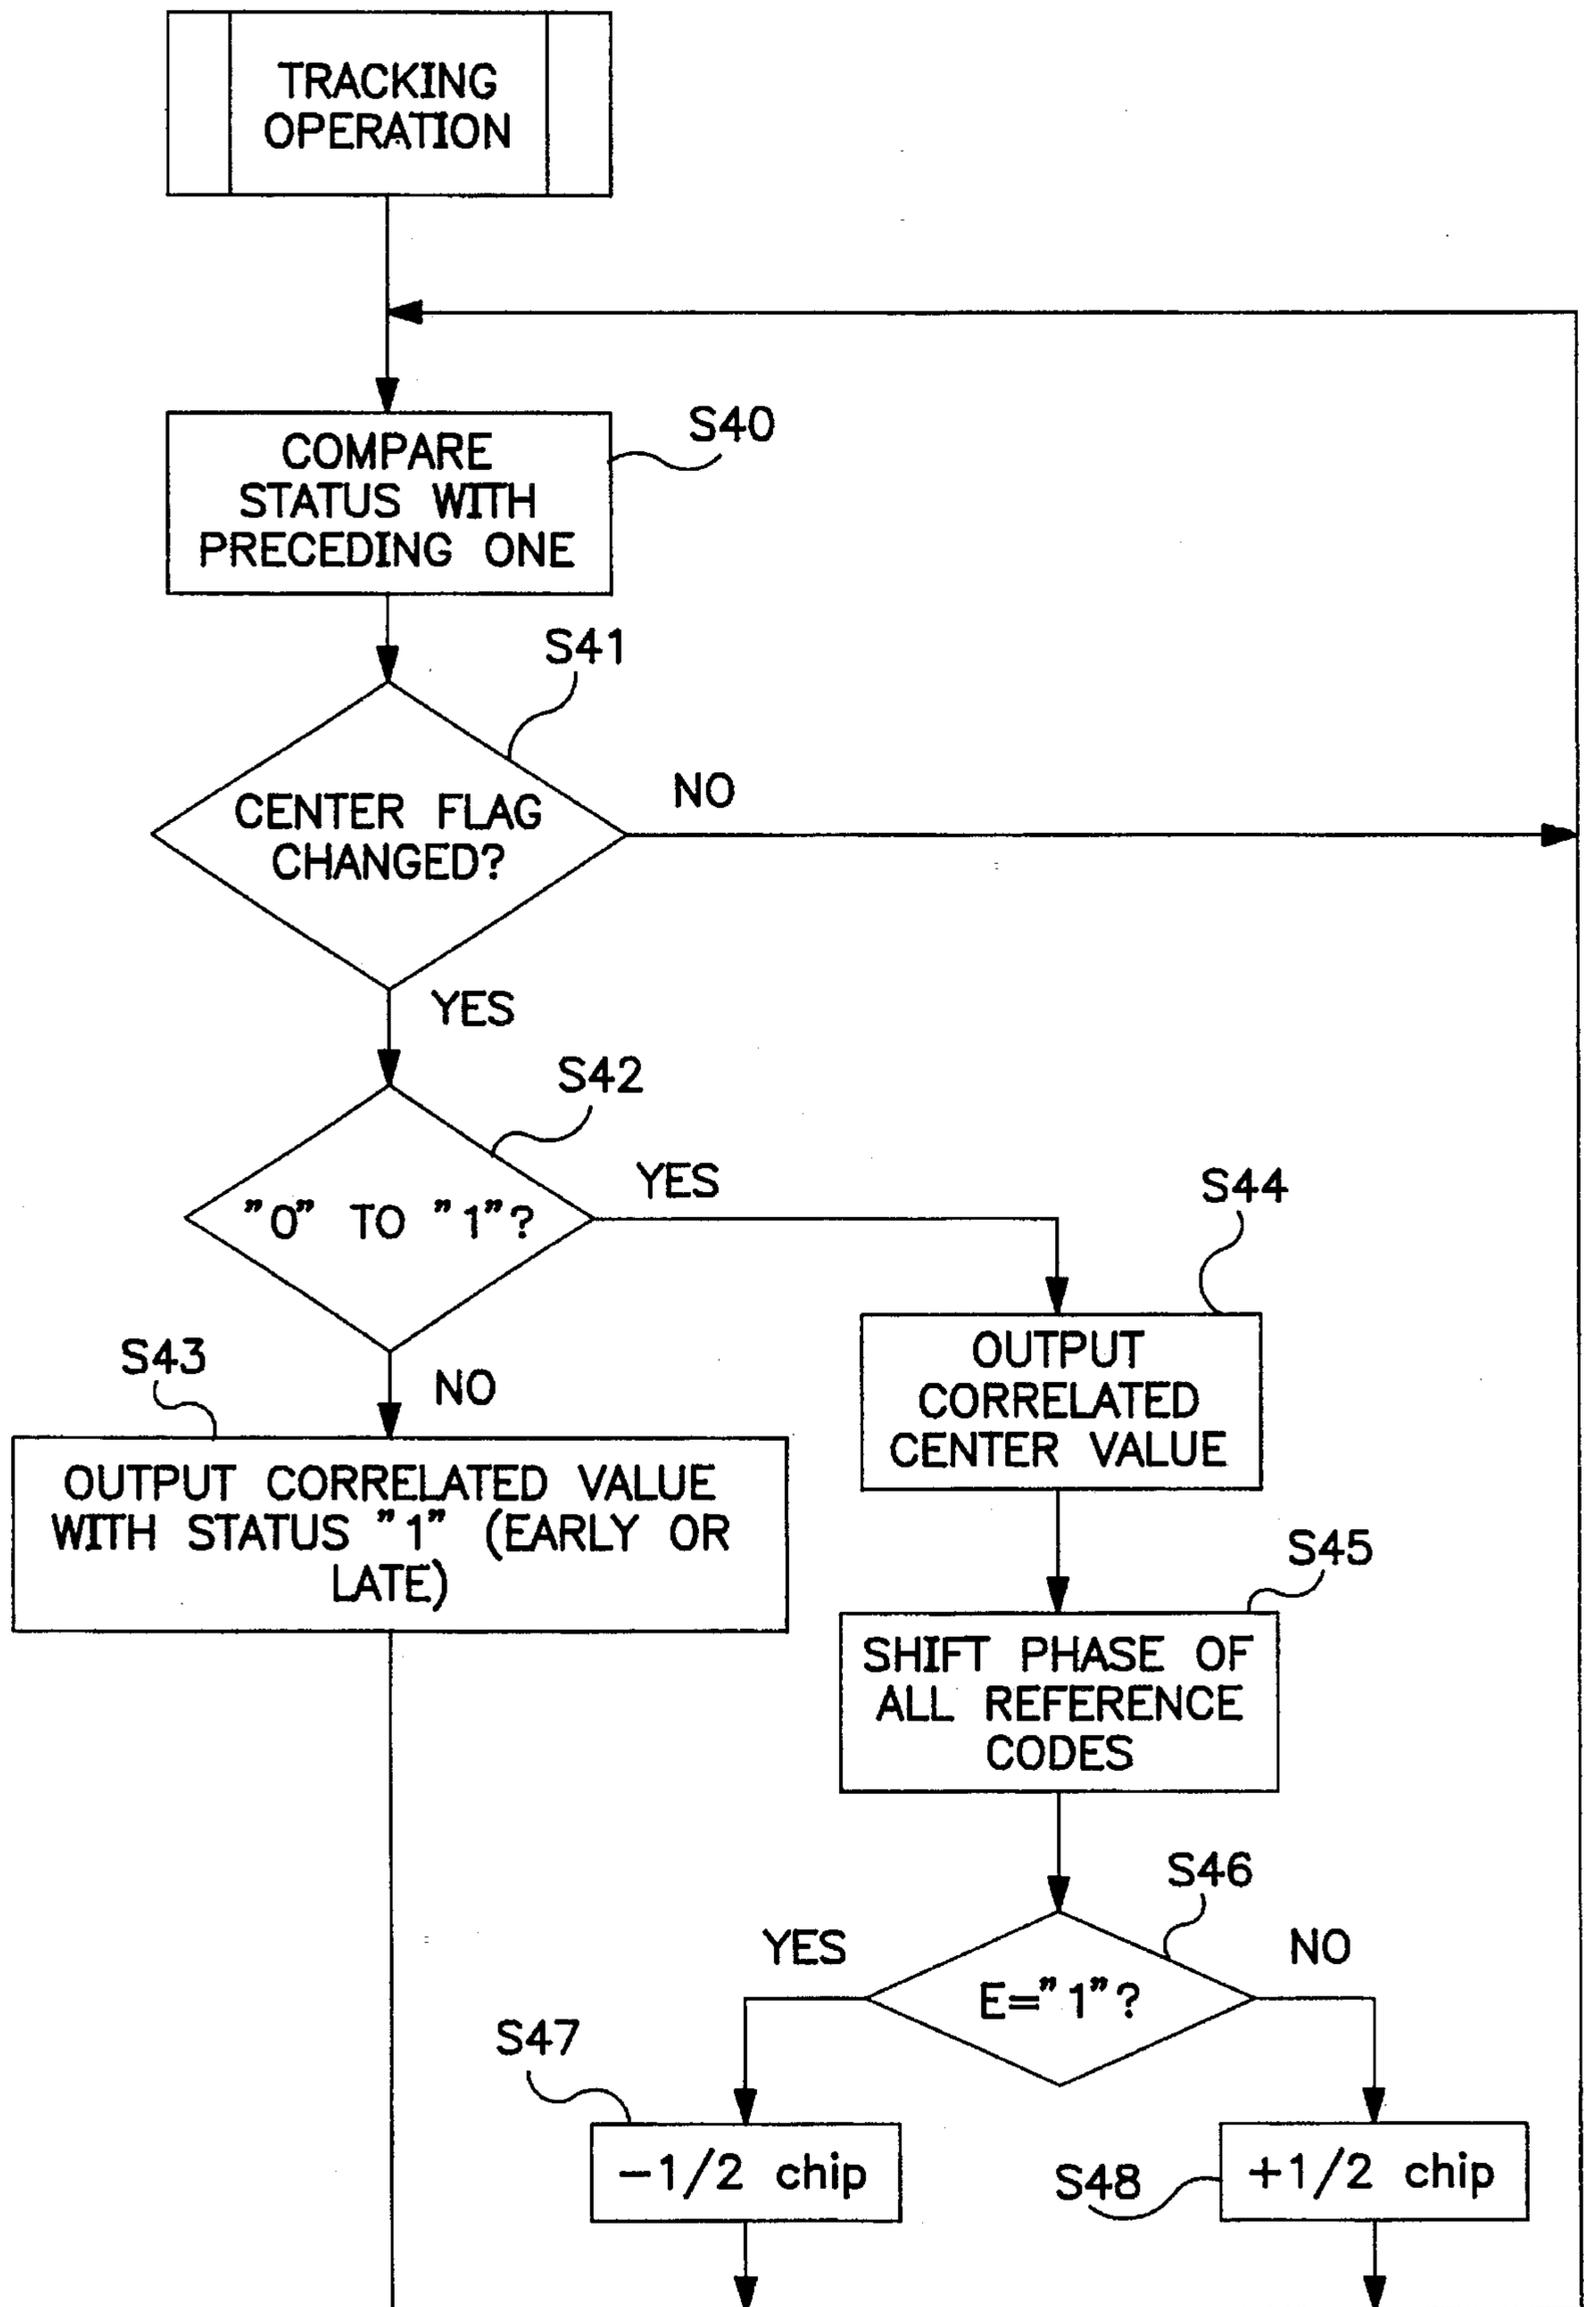 TRACKING
OPERATION
S40
COMPARE
STATUS WITH
PRECEDING ONE
S41
CENTER FLAG
CHANGED?
NO
YES
S42
"0" TO "1"?
YES
S44
NO
S43
OUTPUT
CORRELATED
CENTER VALUE
OUTPUT CORRELATED VALUE
WITH STATUS "1" (EARLY OR
LATE)
S45
SHIFT PHASE OF
ALL REFERENCE
CODES
S46
YES
NO
E="1"?
S47
-1/2 chip
S48
+1/2 chip